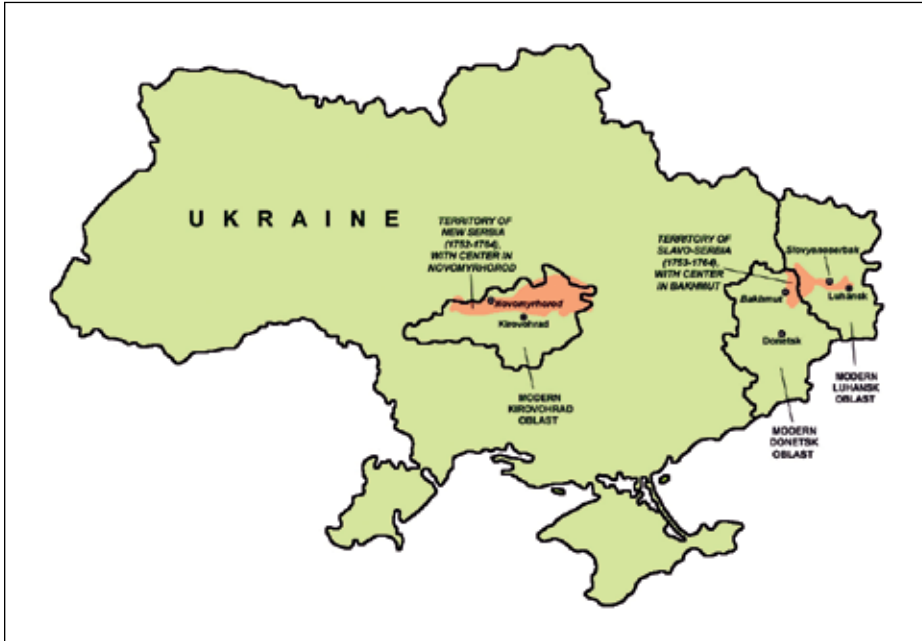 UKRAINE
TERRITORY OF
NEW SERBIA
(1752-1764),
WITH CENTER IN
NOVOMYRHOROD
Novomyrhorod
Kirovohrad
MODERN
KIROVOHRAD
OBLAST
TERRITORY OF
SLAVO-SERBIA
(1753-1764),
WITH CENTER
IN BAKHMUT
Slovyanoserbsk
Bakhmut
Luhansk
Donetsk
MODERN
LUHANSK
OBLAST
MODERN
DONETSK
OBLAST